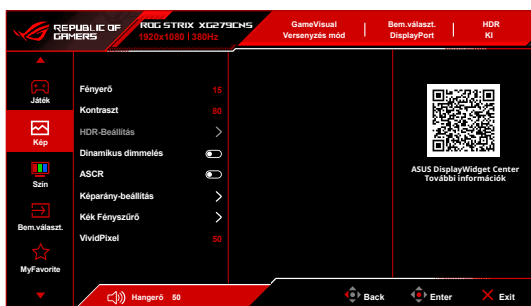 REPUBLIC OF GAMERS
ROG STRIX XG279CNS
1920x1080 | 380Hz
GameVisual
Versenyzés mód
Bem.választ.
DisplayPort
HDR
KI
Játék
Kép
Szín
Bem.választ.
MyFavorite
Fényerő 15
Kontraszt 80
HDR-Beállítás
Dinamikus dimmelés
ASCR
Képarány-beállítás
Kék Fényszűrő
VividPixel 50
ASUS DisplayWidget Center
További információk
Hangerő 50
Back
Enter
Exit